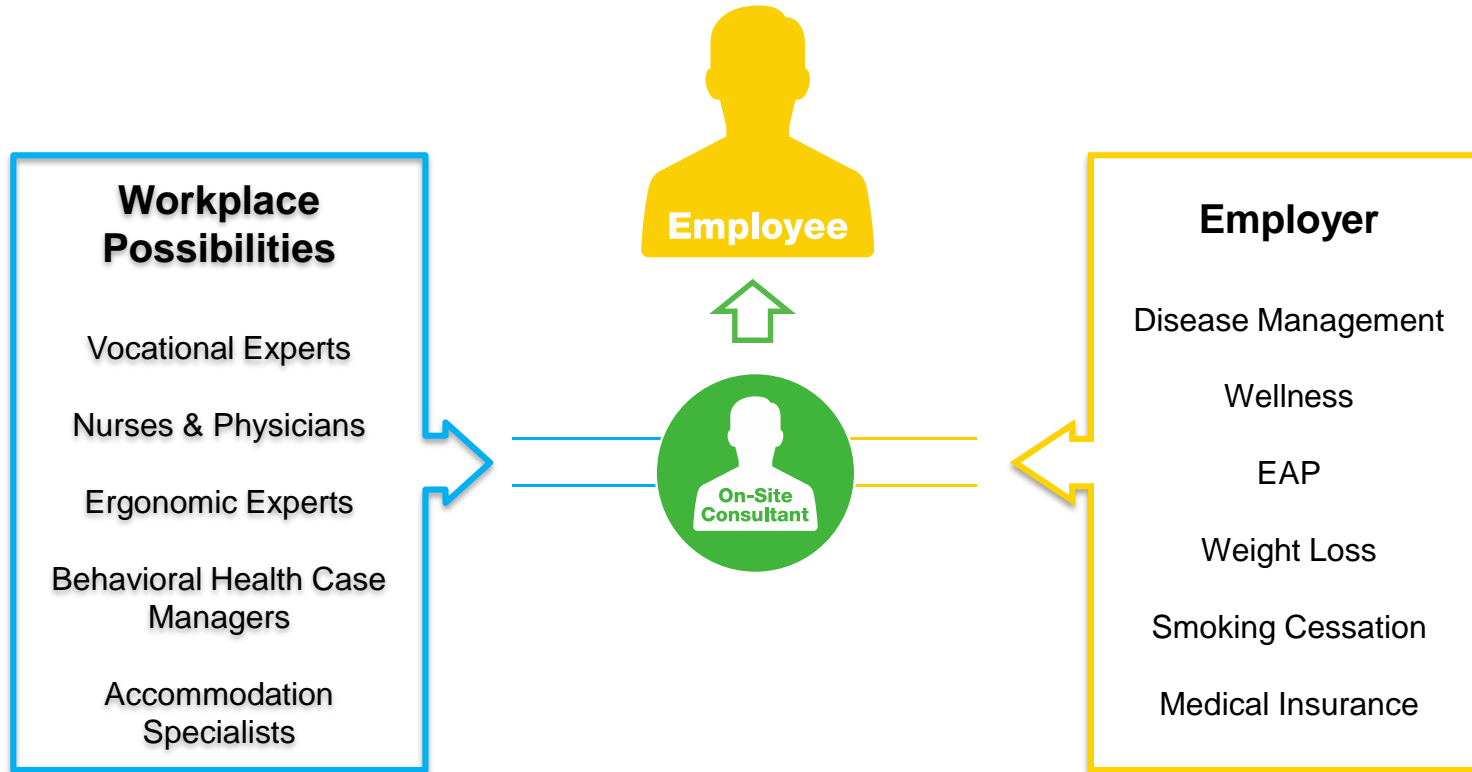 Workplace
Possibilities
Vocational Experts
Nurses & Physicians
Ergonomic Experts
Behavioral Health Case
Managers
Accommodation
Specialists
Employee
On-Site
Consultant
Employer
Disease Management
Wellness
EAP
Weight Loss
Smoking Cessation
Medical Insurance